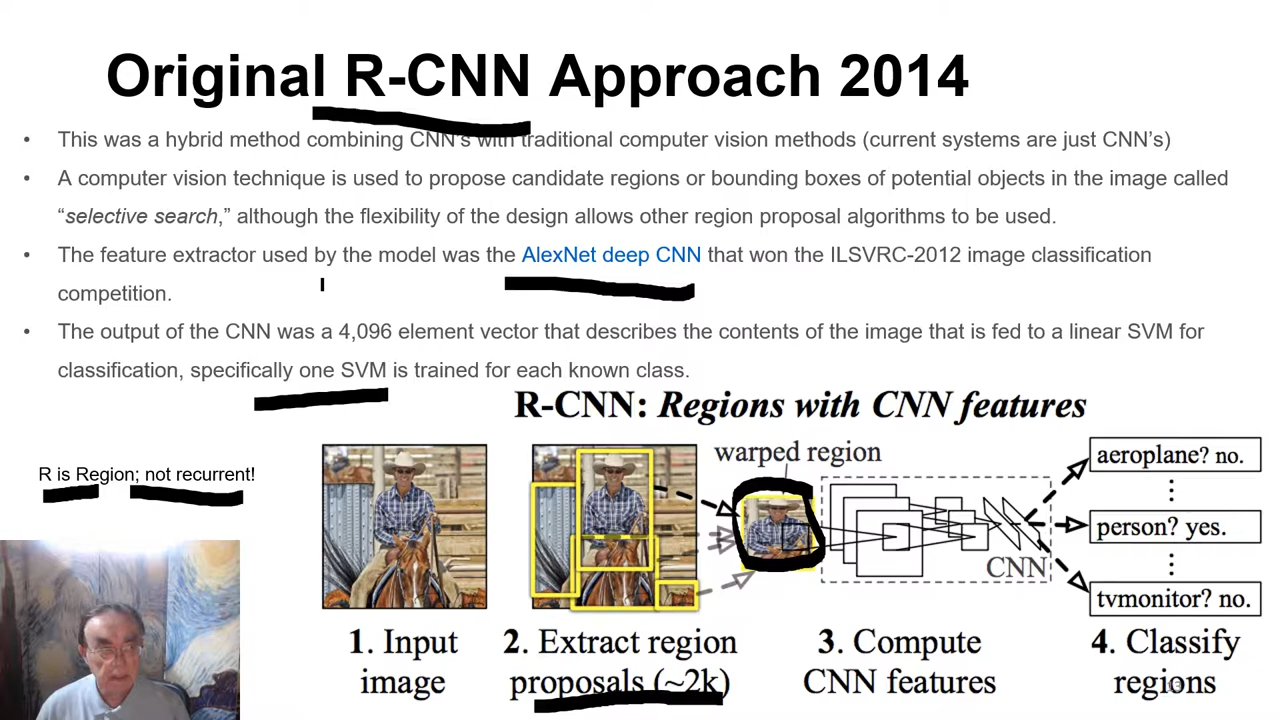 Original R-CNN Approach 2014
• This was a hybrid method combining CNN's with traditional computer vision methods (current systems are just CNN's)
• A computer vision technique is used to propose candidate regions or bounding boxes of potential objects in the image called
“selective search,” although the flexibility of the design allows other region proposal algorithms to be used.
• The feature extractor used by the model was the AlexNet deep CNN that won the ILSVRC-2012 image classification
competition.
• The output of the CNN was a 4,096 element vector that describes the contents of the image that is fed to a linear SVM for
classification, specifically one SVM is trained for each known class.
R-CNN: Regions with CNN features
R is Region; not recurrent!
warped region
aeroplane? no.
person? yes.
CNN
tvmonitor? no.
1. Input
image
2. Extract region
proposals (~2k)
3. Compute
CNN features
4. Classify
regions